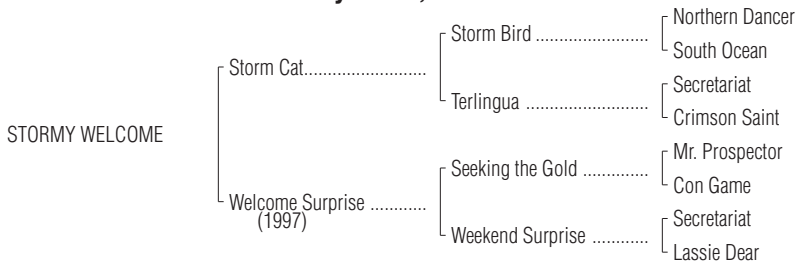 Northern Dancer
Storm Bird ........................
South Ocean
Storm Cat..........................
Secretariat
Terlingua ..........................
Crimson Saint
STORMY WELCOME
Mr. Prospector
Seeking the Gold ..............
Con Game
Welcome Surprise ............
(1997)
Secretariat
Weekend Surprise ............
Lassie Dear